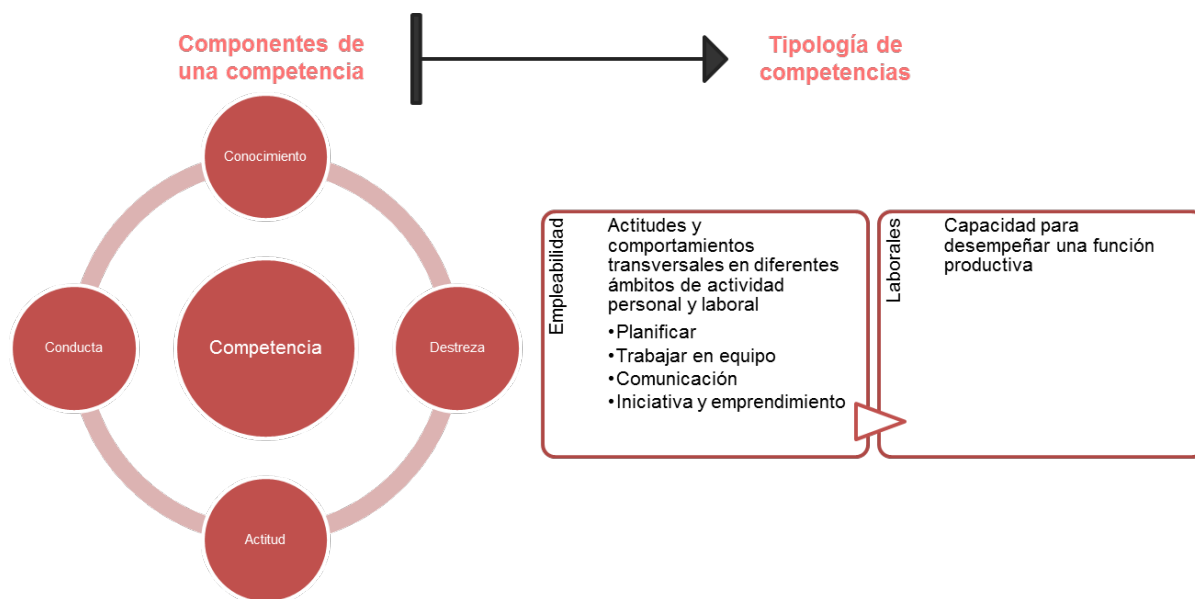 Componentes de
una competencia
Tipología de
competencias
Conocimiento
Conducta
Competencia
Destreza
Actitud
Empleabilidad
Actitudes y
comportamientos
transversales en diferentes
ámbitos de actividad
personal y laboral
•Planificar
•Trabajar en equipo
•Comunicación
•Iniciativa y emprendimiento
Laborales
Capacidad para
desempeñar una función
productiva